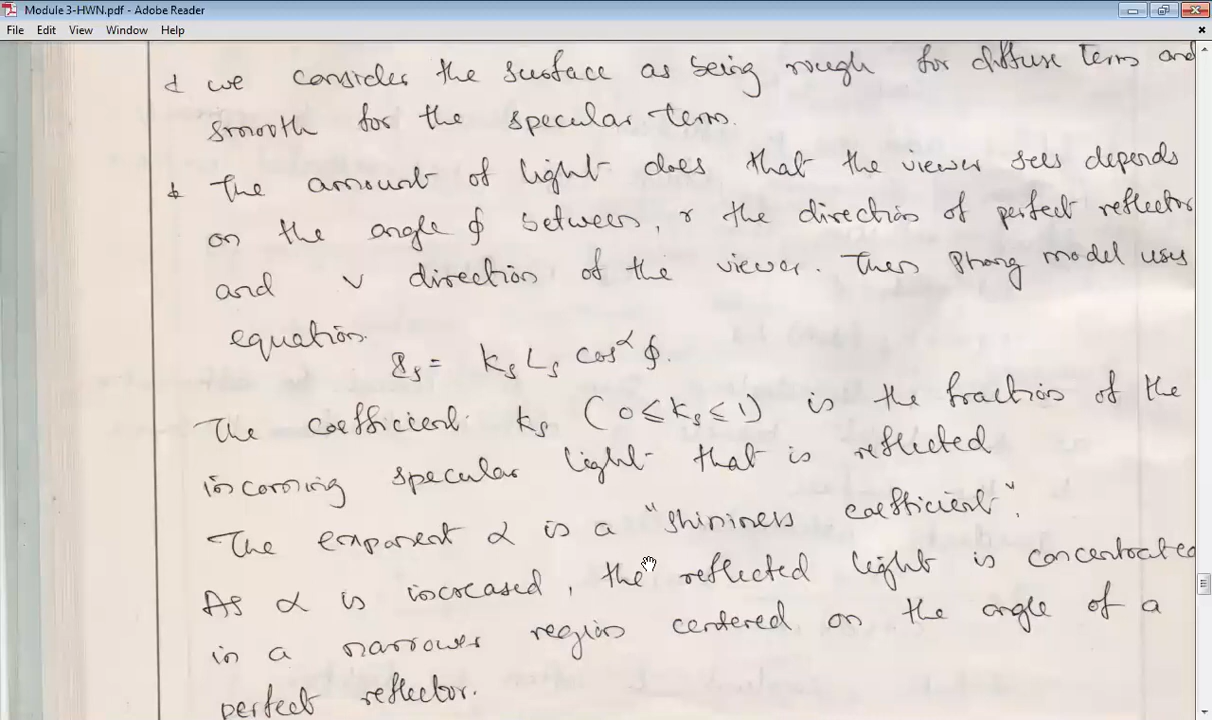 Module 3-HWN.pdf - Adobe Reader
File Edit View Window Help
* we consider the surface as being rough for diffuse term and
smooth for the specular term.
* The amount of light does that the viewer sees depends
on the angle ϕ between, r the direction of perfect reflector
and v direction of the viewer. Then Phong model uses
equation.
Is = ks Ls cos^α ϕ.
The coefficient ks (0 ≤ ks ≤ 1) is the fraction of the
incoming specular light that is reflected
The exponent α is a "shininess coefficient".
As α is increased, the reflected light is concentrated
in a narrower region centered on the angle of a
perfect reflector.